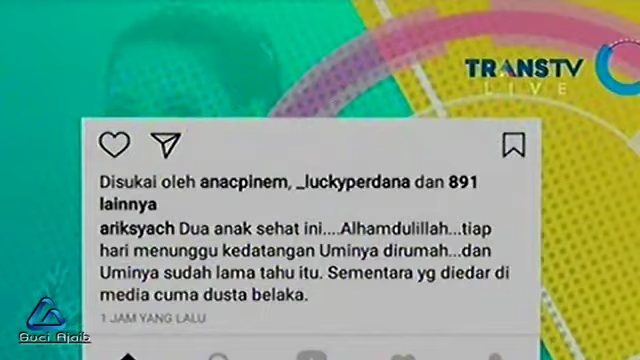 TRANSTV
LIVE
Disukai oleh anacpinem, _luckyperdana dan 891
lainnya
ariksyach Dua anak sehat ini....Alhamdulillah...tiap
hari menunggu kedatangan Uminya dirumah...dan
Uminya sudah lama tahu itu. Sementara yg diedar di
media cuma dusta belaka.
1 JAM YANG LALU
Guci Ajaib